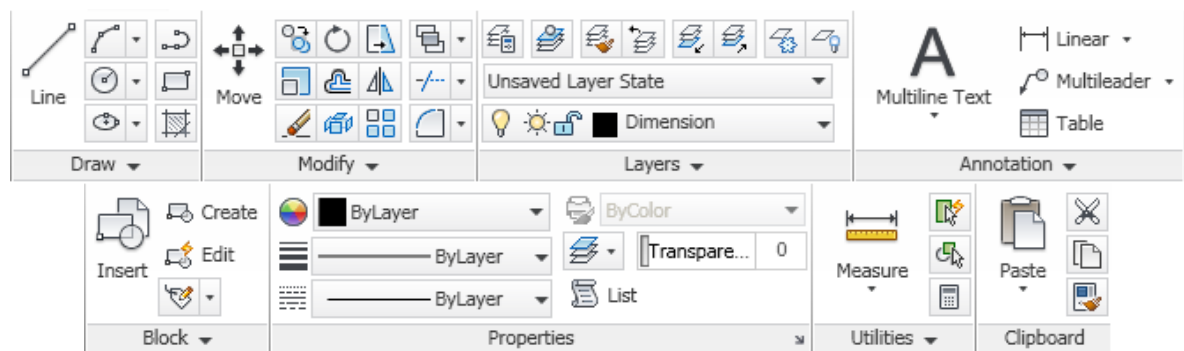 Linear
Unsaved Layer State
Multileader
Line
Move
Multiline Text
Dimension
Table
Draw
Modify
Layers
Annotation
Create
ByLayer
ByColor
Edit
ByLayer
Transpare...
0
Insert
Measure
Paste
ByLayer
List
Block
Properties
Utilities
Clipboard